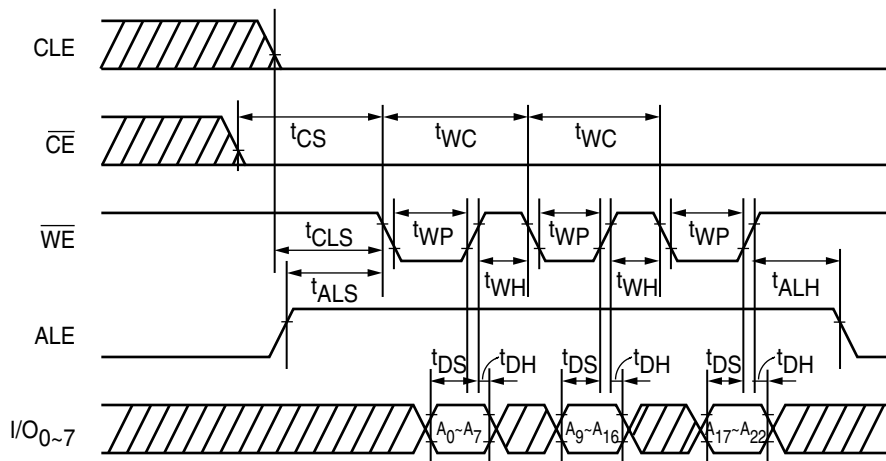 CLE
CE
tCS
tWC
tWC
WE
tCLS
tWP
tWP
tWP
tALS
tWH
tWH
tALH
ALE
tDS
tDH
tDS
tDH
tDS
tDH
I/O0~7
A0~A7
A9~A16
A17~A22